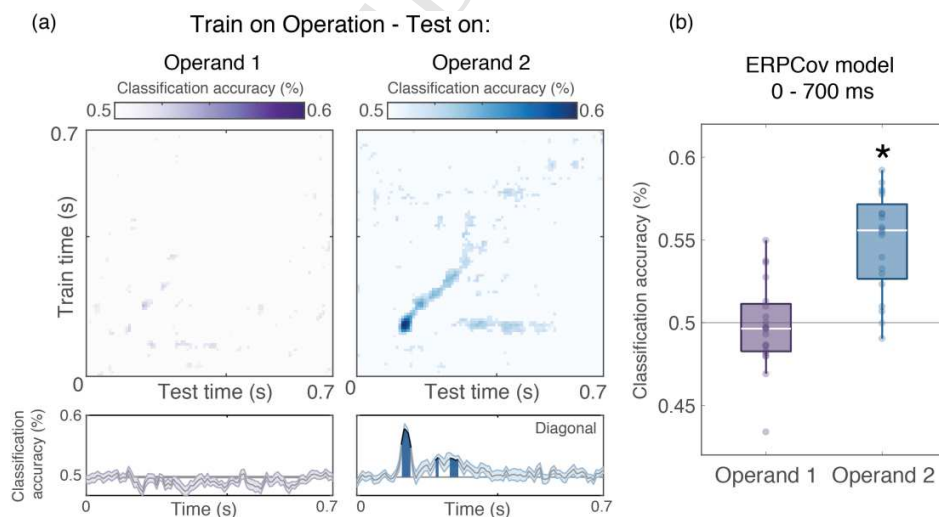 (a)
Train on Operation - Test on:
Operand 1
Operand 2
Classification accuracy (%)
Classification accuracy (%)
0.5
0.6
0.5
0.6
0.7
Train time (s)
0
Test time (s)
0.7
0
Test time (s)
0.7
0.6
0.5
Classification
accuracy (%)
Diagonal
0
Time (s)
0.7
0
Time (s)
0.7
(b)
ERPCov model
0 - 700 ms
*
0.6
0.55
0.5
0.45
Classification accuracy (%)
Operand 1
Operand 2